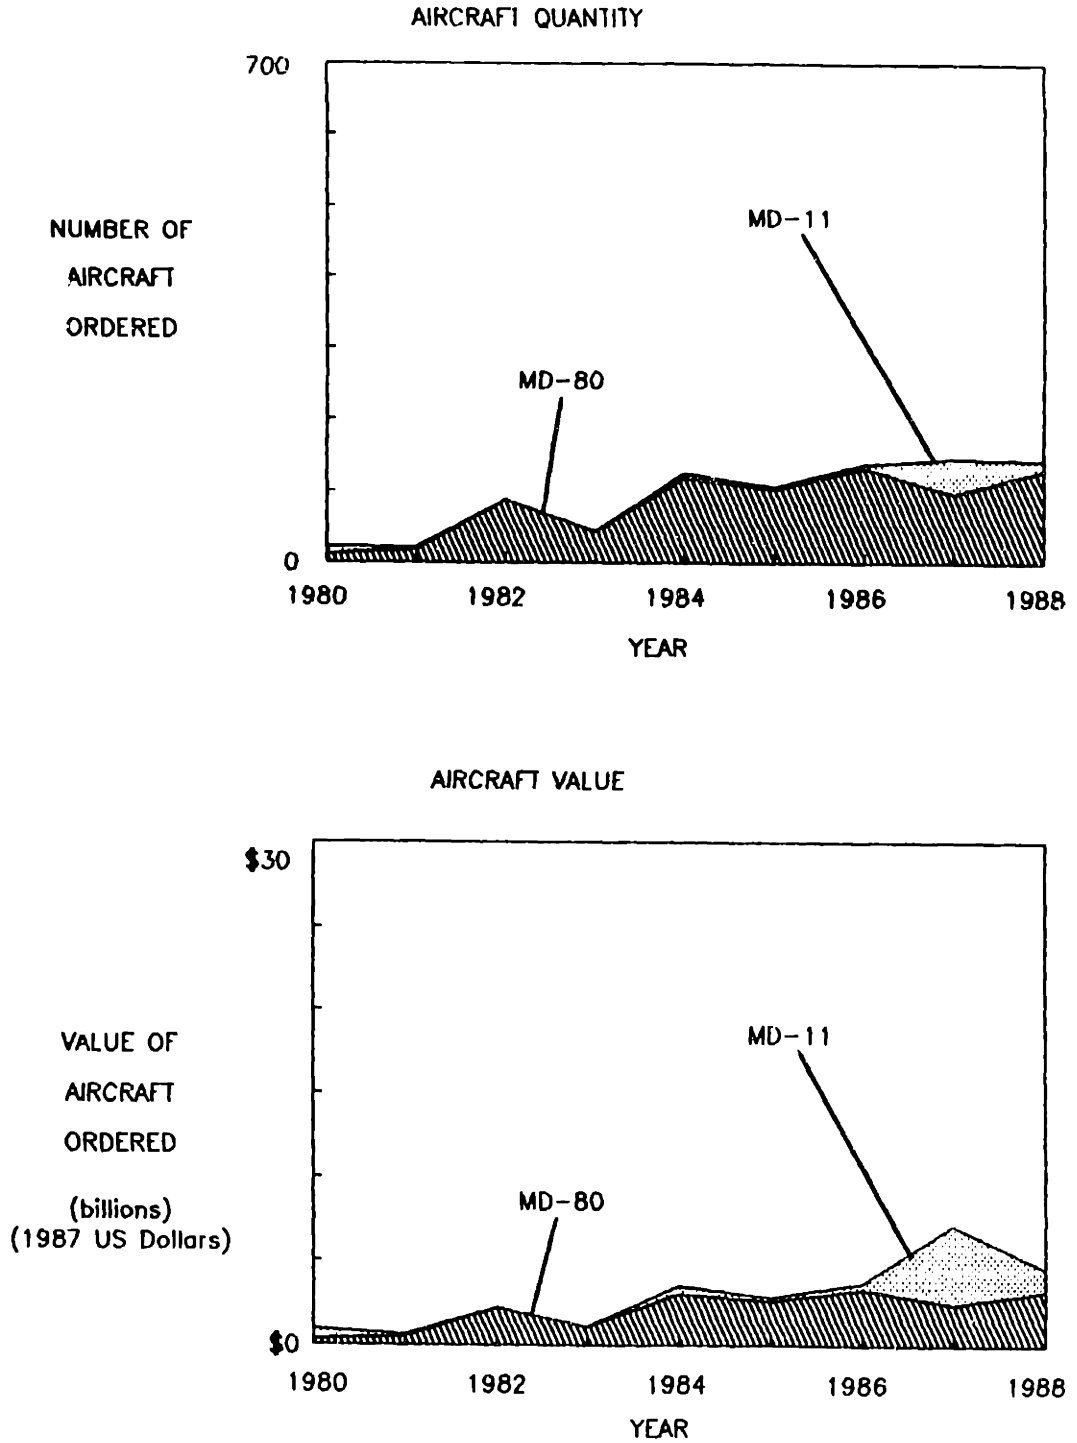 AIRCRAFT QUANTITY
700
NUMBER OF
AIRCRAFT
ORDERED
MD-11
MD-80
0
1980 1982 1984 1986 1988
YEAR
AIRCRAFT VALUE
$30
VALUE OF
AIRCRAFT
ORDERED
(billions)
(1987 US Dollars)
MD-11
MD-80
$0
1980 1982 1984 1986 1988
YEAR